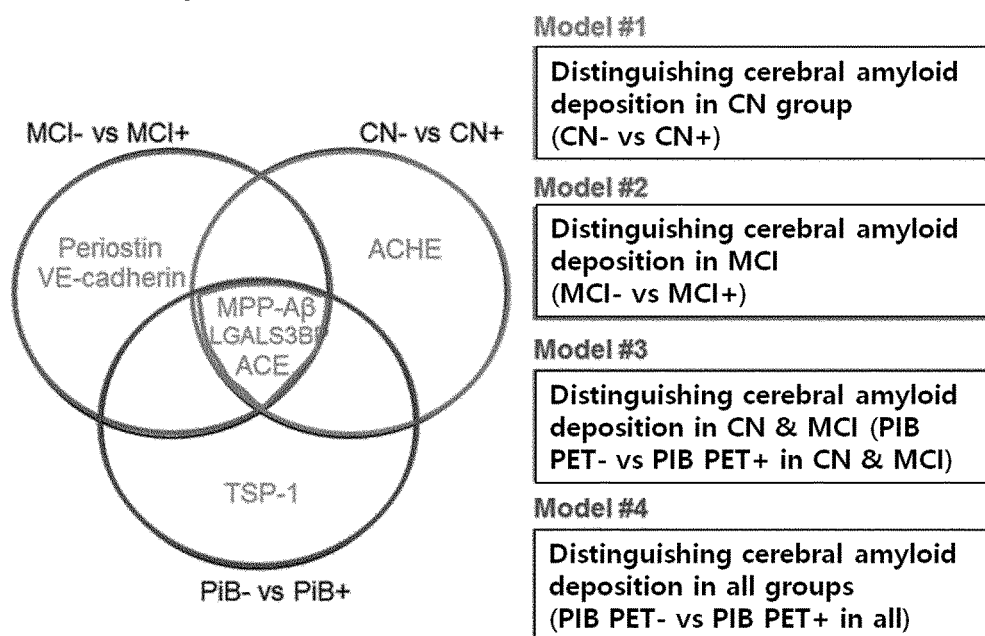 MCI- vs MCI+
CN- vs CN+
Periostin
VE-cadherin
ACHE
MPP-Aβ
LGALS3BP
ACE
TSP-1
PiB- vs PiB+
Model #1
Distinguishing cerebral amyloid
deposition in CN group
(CN- vs CN+)
Model #2
Distinguishing cerebral amyloid
deposition in MCI
(MCI- vs MCI+)
Model #3
Distinguishing cerebral amyloid
deposition in CN & MCI (PIB
PET- vs PIB PET+ in CN & MCI)
Model #4
Distinguishing cerebral amyloid
deposition in all groups
(PIB PET- vs PIB PET+ in all)